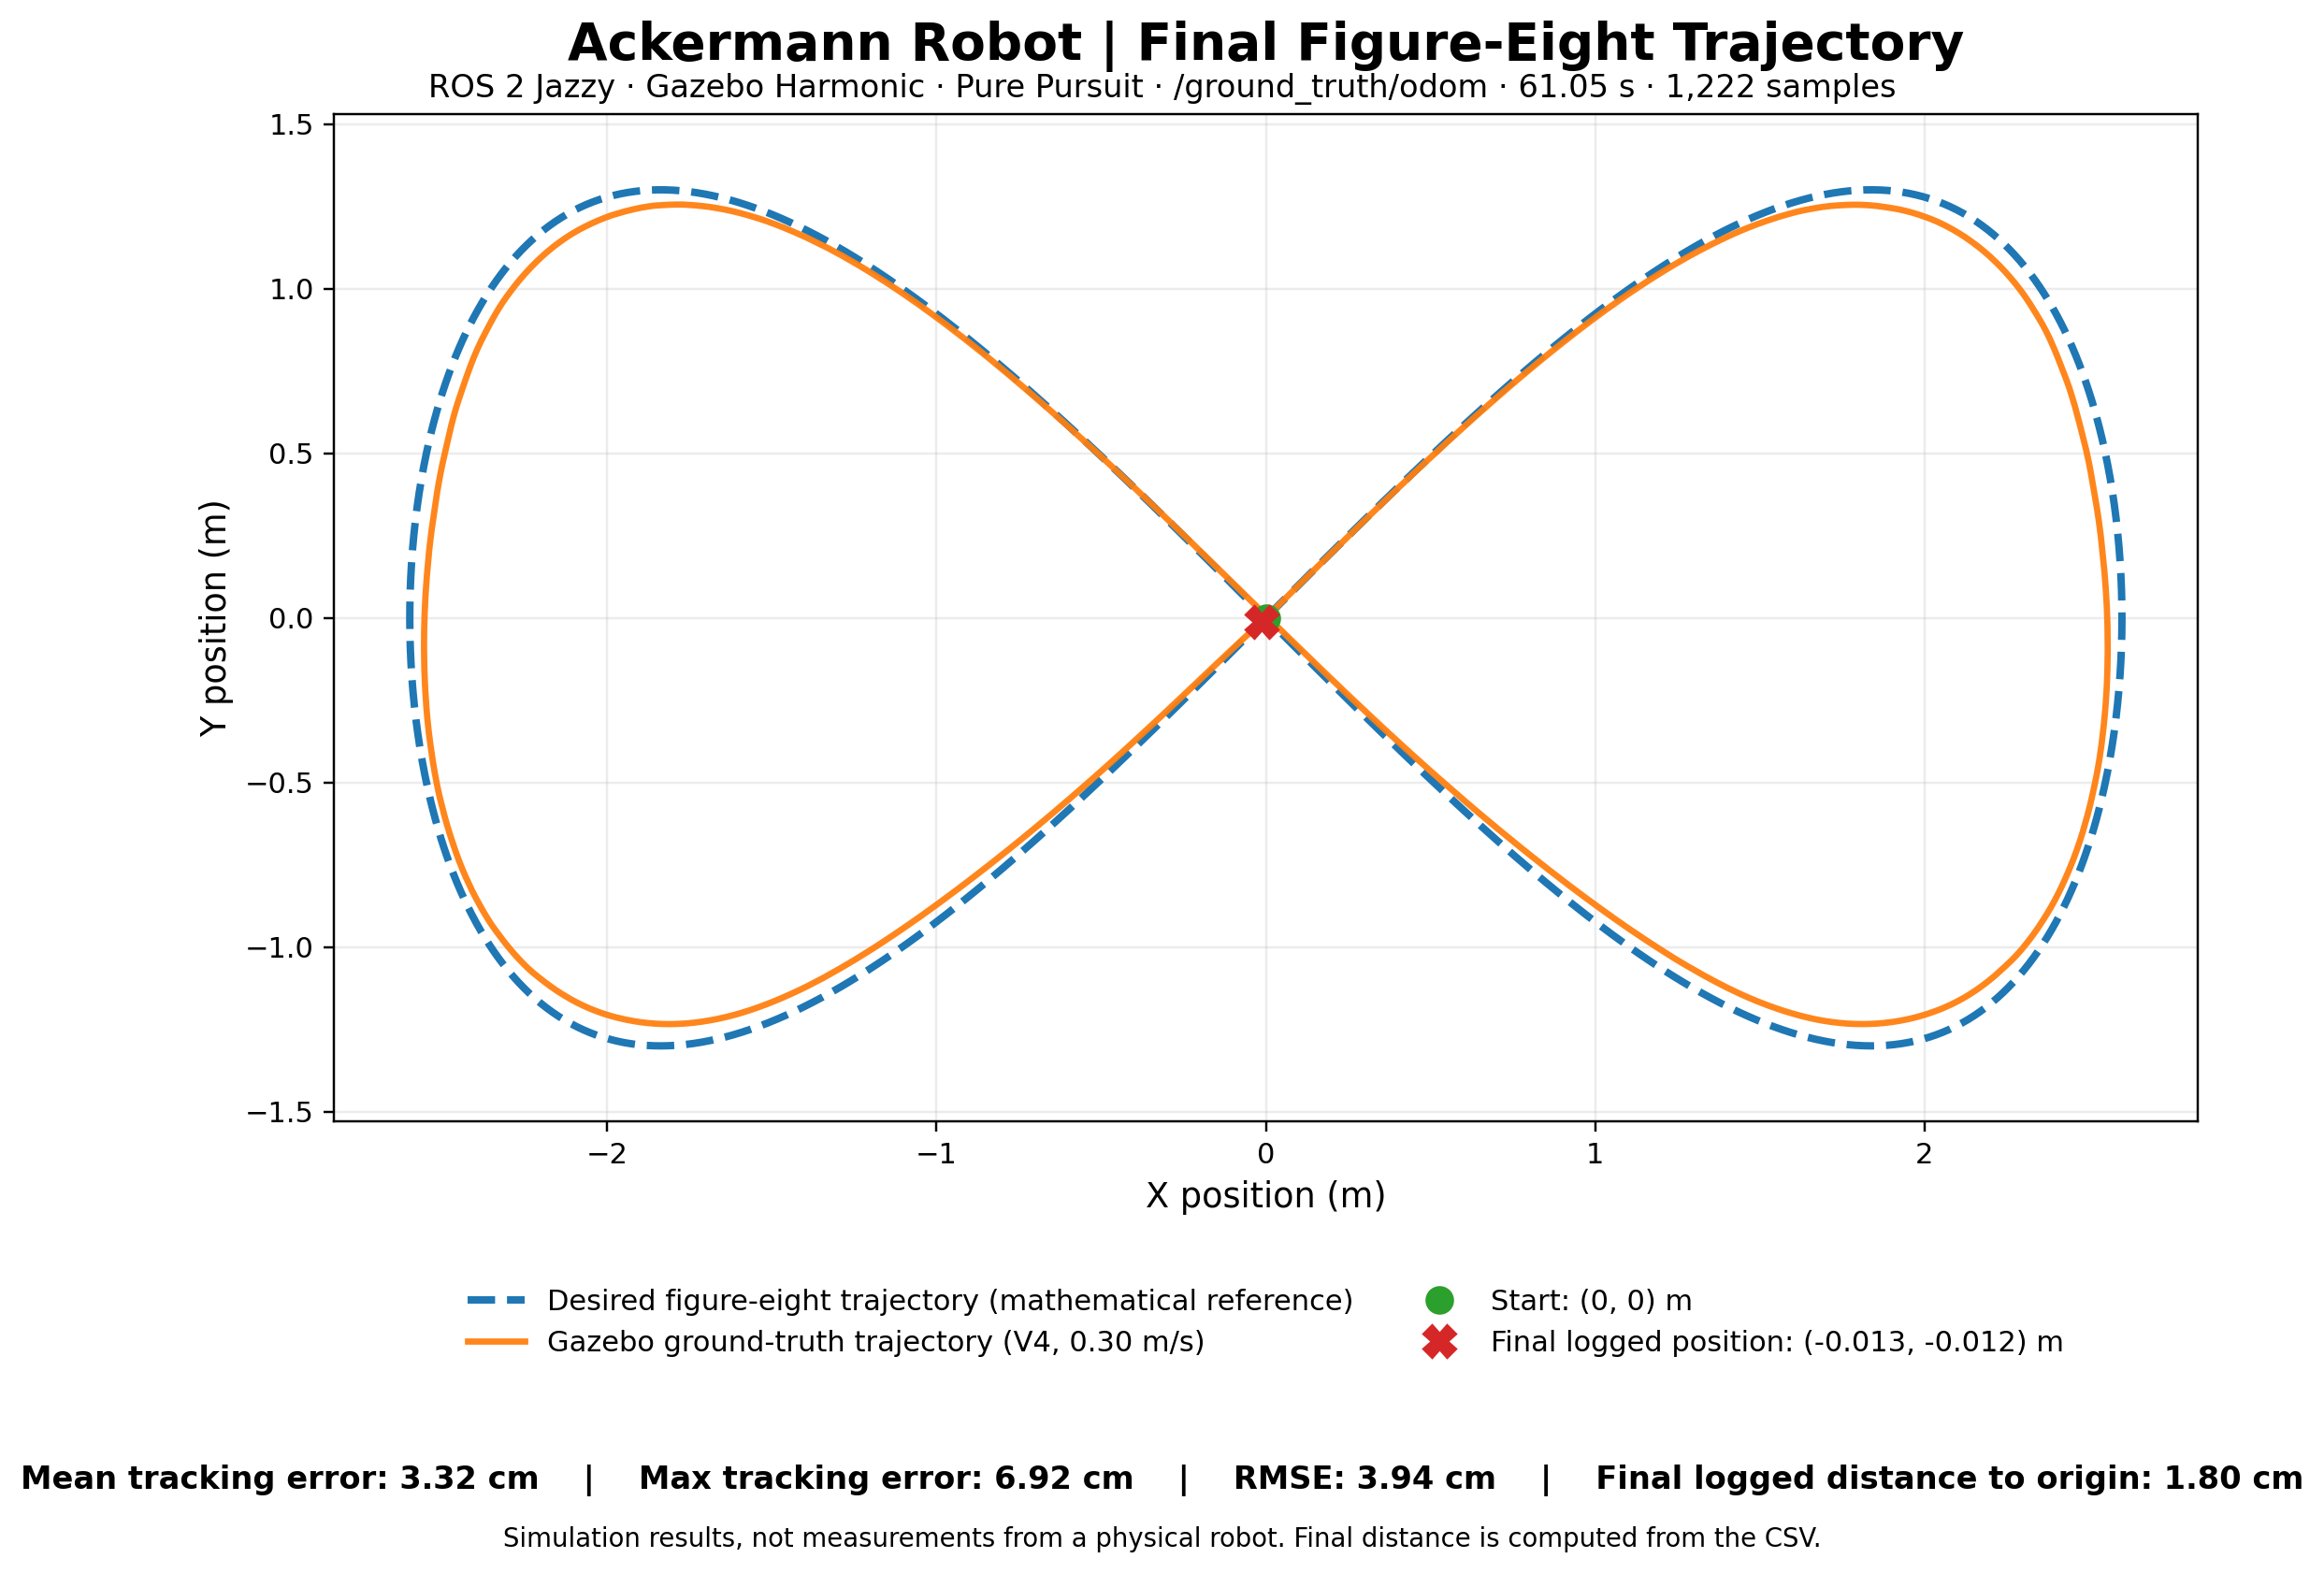 Ackermann Robot | Final Figure-Eight Trajectory
ROS 2 Jazzy · Gazebo Harmonic · Pure Pursuit · /ground_truth/odom · 61.05 s · 1,222 samples
1.5
1.0
0.5
0.0
−0.5
−1.0
−1.5
Y position (m)
−2
−1
0
1
2
X position (m)
Desired figure-eight trajectory (mathematical reference)
Gazebo ground-truth trajectory (V4, 0.30 m/s)
Start: (0, 0) m
Final logged position: (-0.013, -0.012) m
Mean tracking error: 3.32 cm | Max tracking error: 6.92 cm | RMSE: 3.94 cm | Final logged distance to origin: 1.80 cm
Simulation results, not measurements from a physical robot. Final distance is computed from the CSV.